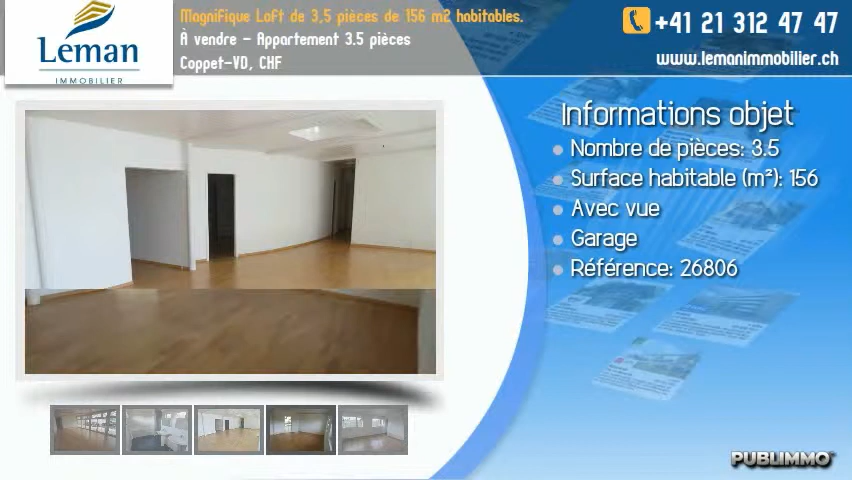 Leman
IMMOBILIER
Magnifique Loft de 3,5 pièces de 156 m2 habitables.
À vendre - Appartement 3.5 pièces
Coppet-VD, CHF
+41 21 312 47 47
www.lemanimmobilier.ch
Informations objet
Nombre de pièces: 3.5
Surface habitable (m²): 156
Avec vue
Garage
Référence: 26806
PUBLIMMO